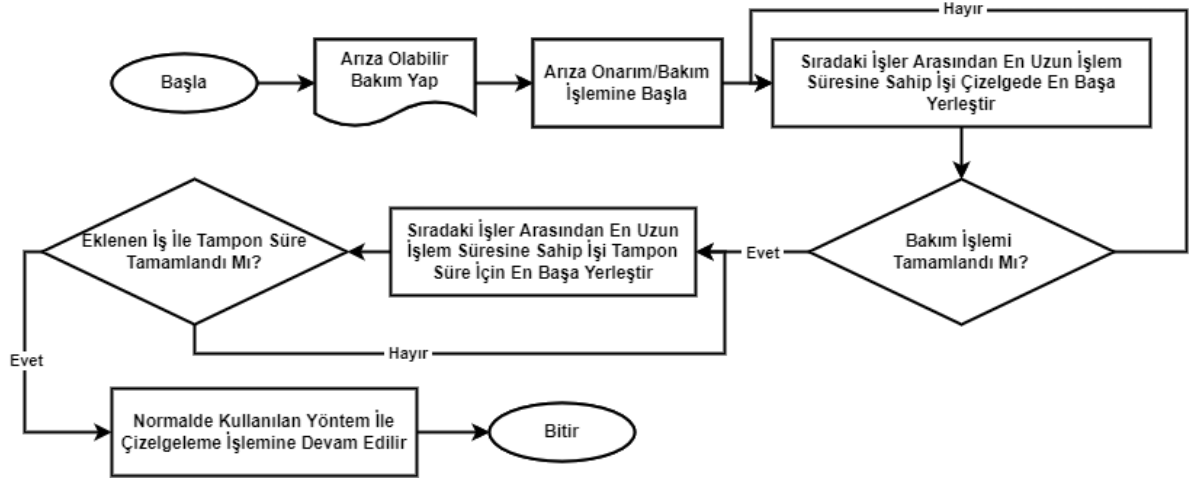 Hayır
Başla
Arıza Olabilir
Bakım Yap
Arıza Onarım/Bakım
İşlemine Başla
Sıradaki İşler Arasından En Uzun İşlem
Süresine Sahip İşi Çizelgede En Başa
Yerleştir
Bakım İşlemi
Tamamlandı Mı?
Evet
Sıradaki İşler Arasından En Uzun
İşlem Süresine Sahip İşi Tampon
Süre İçin En Başa Yerleştir
Eklenen İş İle Tampon Süre
Tamamlandı Mı?
Hayır
Evet
Normalde Kullanılan Yöntem İle
Çizelgeleme İşlemine Devam Edilir
Bitir